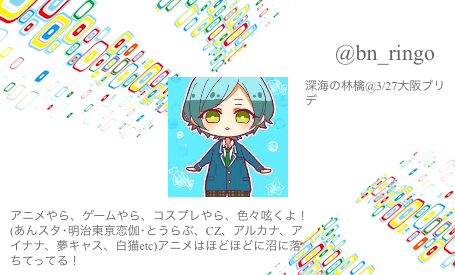 @bn_ringo
深海の林檎@3/27大阪プリ
デ
アニメやら、ゲームやら、コスプレやら、色々呟くよ！
(あんスタ･明治東亰恋伽･とうらぶ、CZ、アルカナ、ア
イナナ、夢キャス、白猫etc)アニメはほどほどに沼に落
ちてってる！